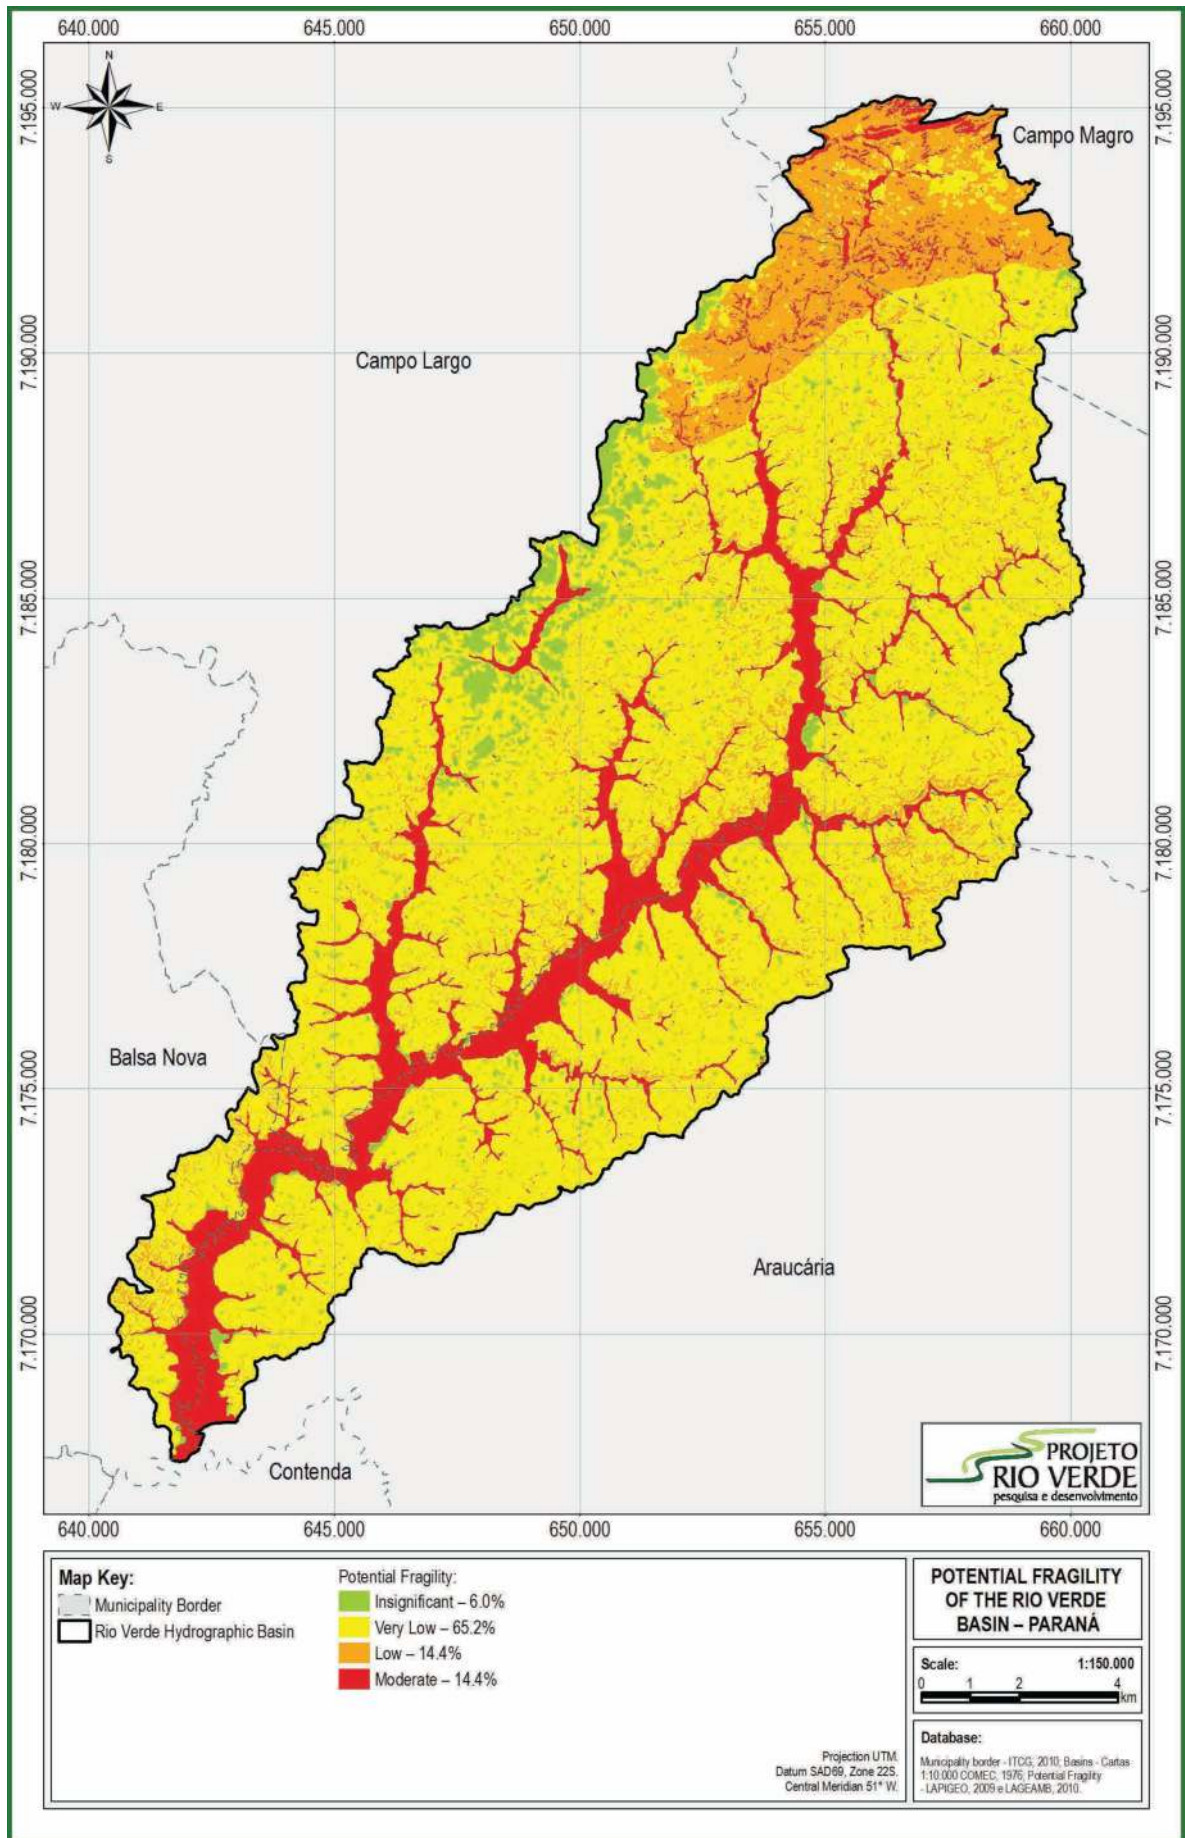 640.000 645.000 650.000 655.000 660.000
N
W E
S
7.195.000 7.195.000
Campo Magro
7.190.000 7.190.000
Campo Largo
7.185.000 7.185.000
7.180.000 7.180.000
Balsa Nova
7.175.000 7.175.000
Araucária
7.170.000 7.170.000
Contenda
PROJETO
RIO VERDE
pesquisa e desenvolvimento
640.000 645.000 650.000 655.000 660.000
Map Key:
Municipality Border
Rio Verde Hydrographic Basin
Potential Fragility:
Insignificant – 6.0%
Very Low – 65.2%
Low – 14.4%
Moderate – 14.4%
Projection UTM.
Datum SAD69, Zone 22S.
Central Meridian 51° W.
POTENTIAL FRAGILITY
OF THE RIO VERDE
BASIN – PARANÁ
Scale: 1:150.000
0 1 2 4
km
Database:
Municipality border - ITCG, 2010; Basins - Cartas
1:10.000 COMEC, 1976; Potential Fragility
- LAPIGEO, 2009 e LAGEAMB, 2010.